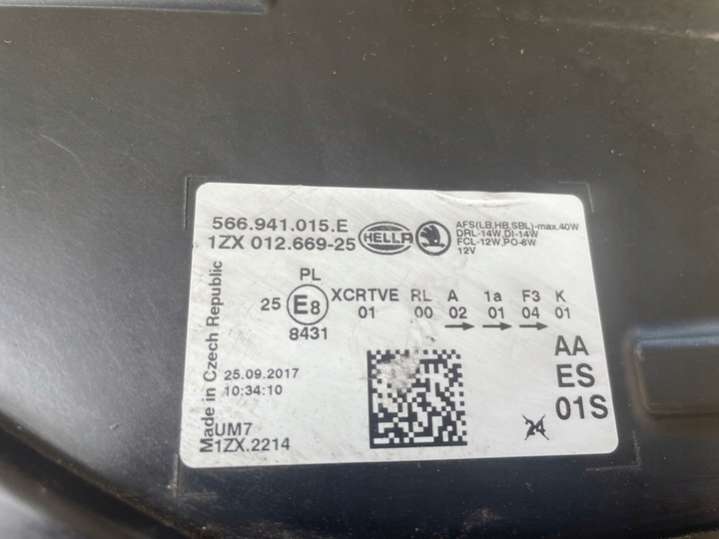 566.941.015.E
1ZX 012.669-25
HELLA
AFS(LB,HB,SBL)-max.40W
DRL-14W,DI-14W
FCL-12W,PO-6W
12V
PL
25 E8 XCRTVE RL A 1a F3 K
01 00 02 01 04 01
8431
Made in Czech Republic
25.09.2017
10:34:10
AA
ES
01S
24
UM7
1ZX.2214